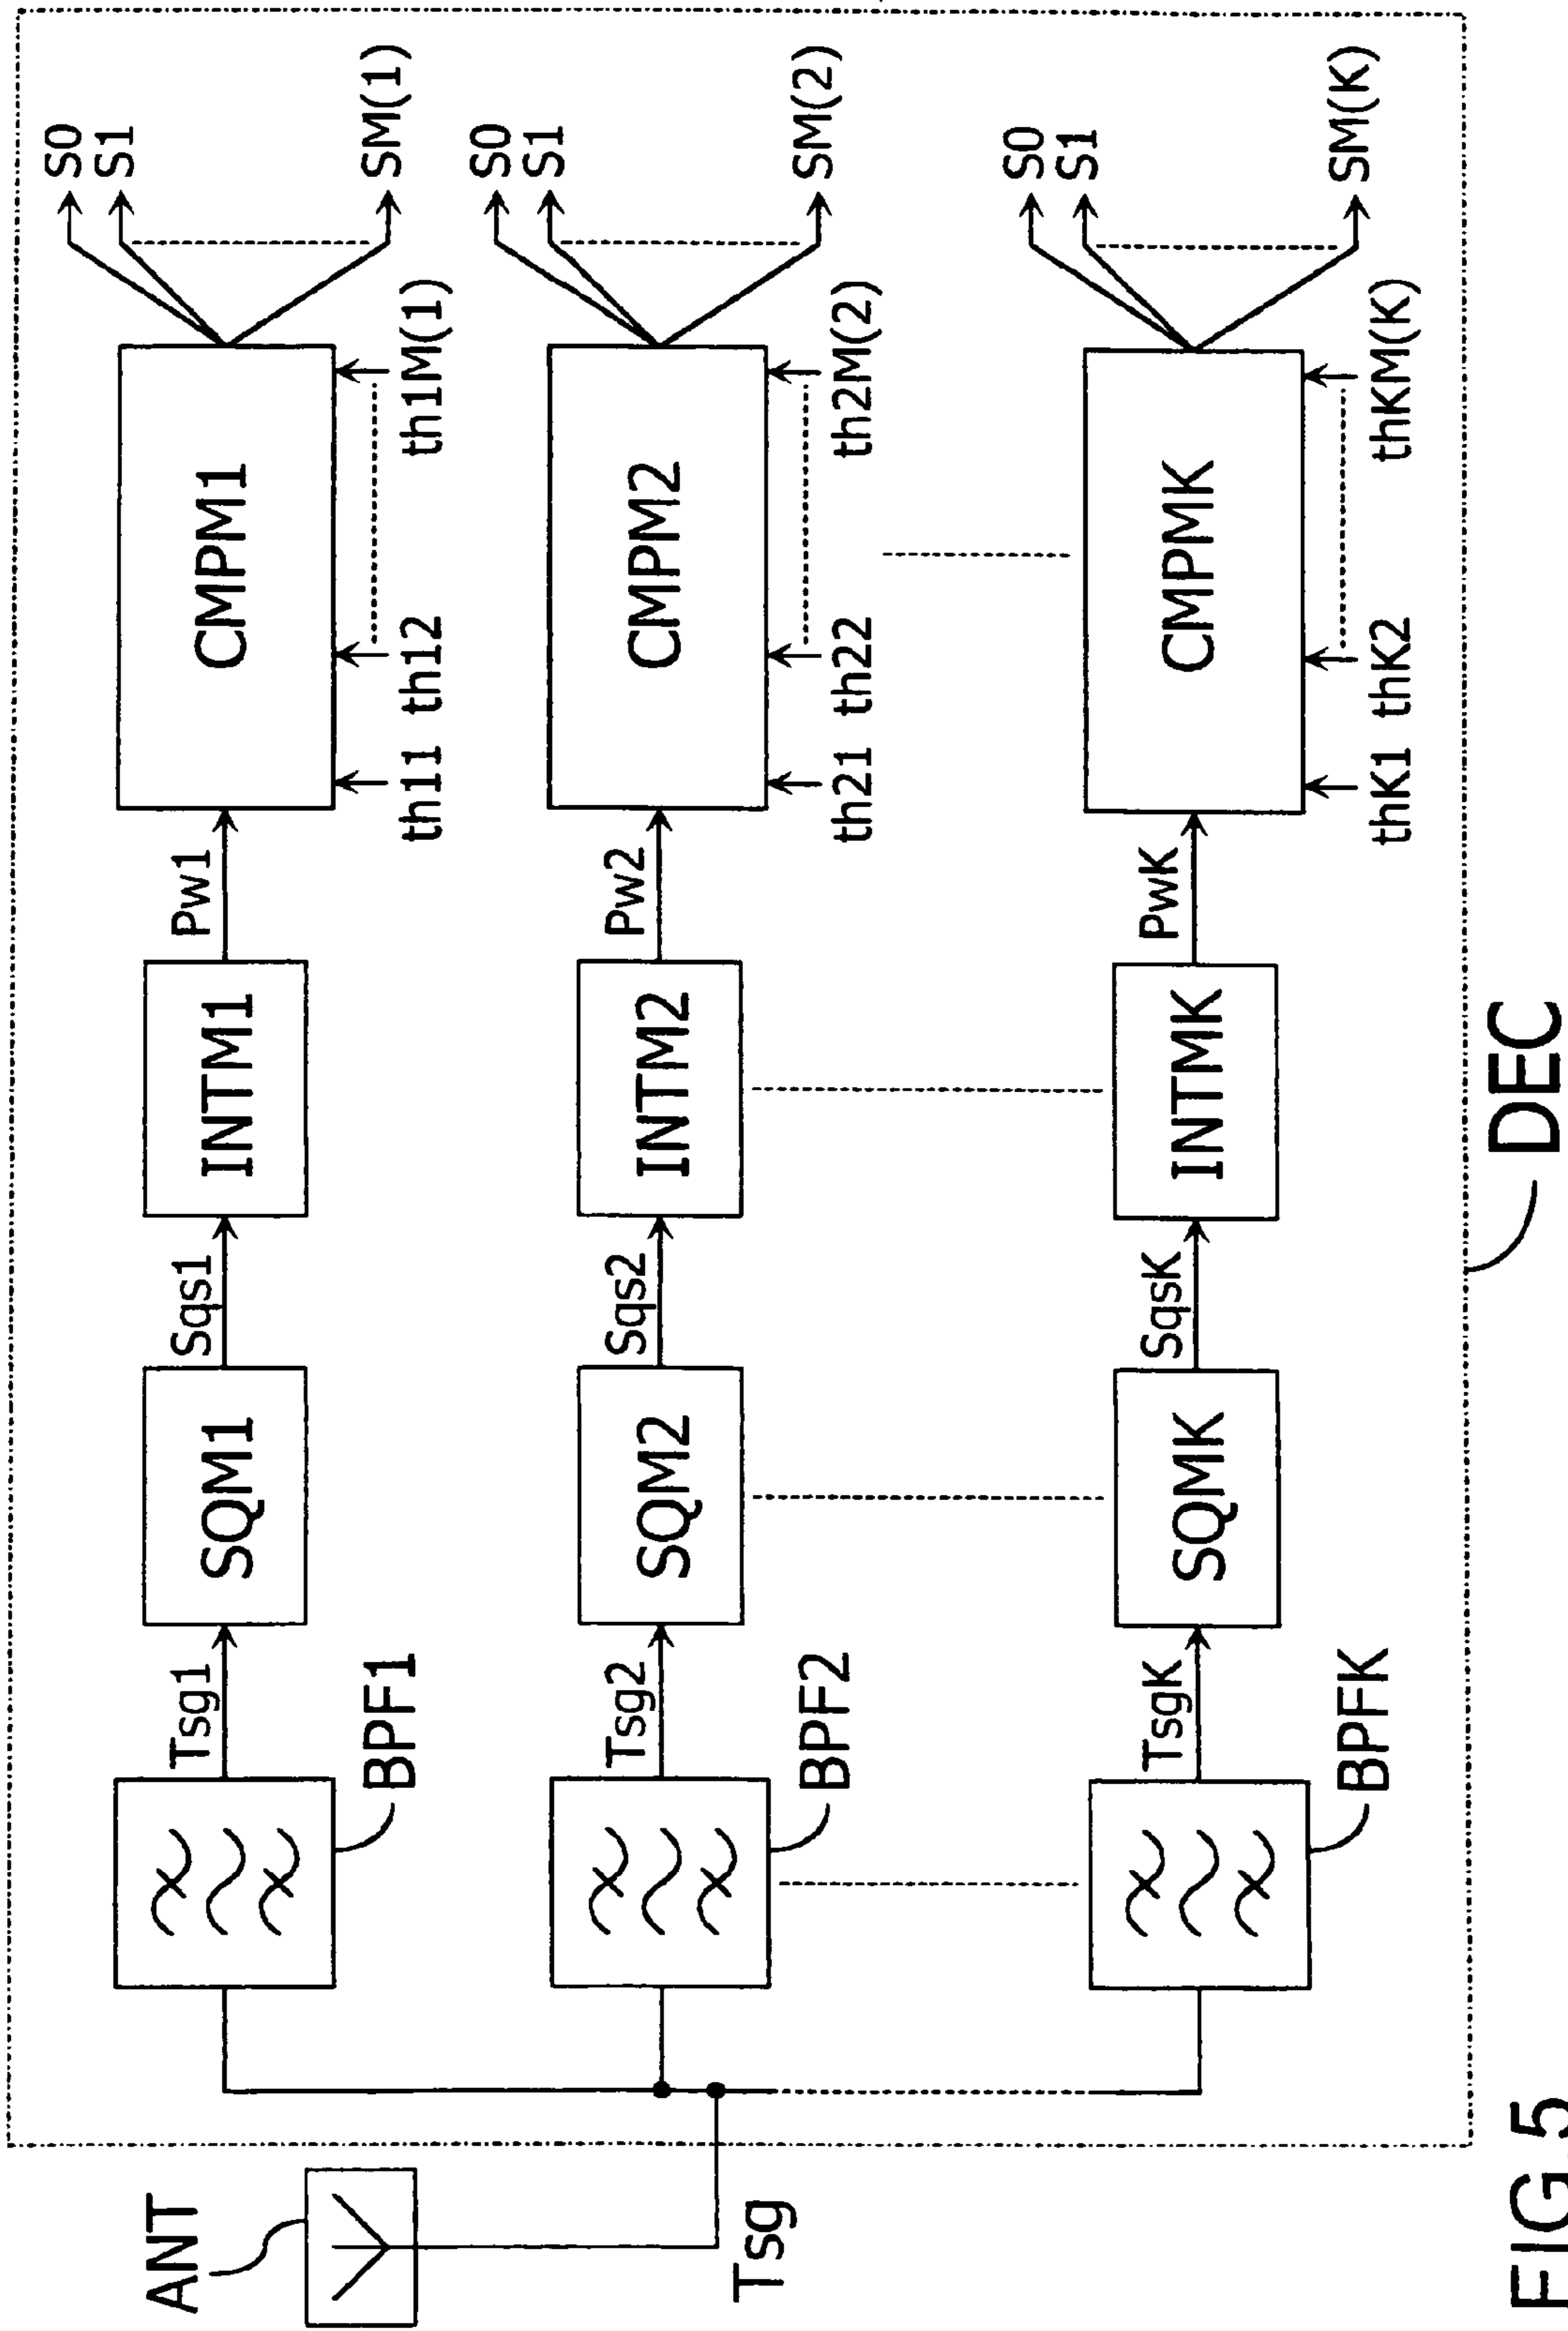 ANT
Tsg
BPF1
Tsg1
SQM1
Sqs1
INTM1
Pw1
CMPM1
th11 th12 th1M(1)
S0
S1
SM(1)
BPF2
Tsg2
SQM2
Sqs2
INTM2
Pw2
CMPM2
th21 th22 th2M(2)
S0
S1
SM(2)
BPFK
TsgK
SQMK
SqsK
INTMK
PwK
CMPMK
thK1 thK2 thKM(K)
S0
S1
SM(K)
DEC
FIG.5